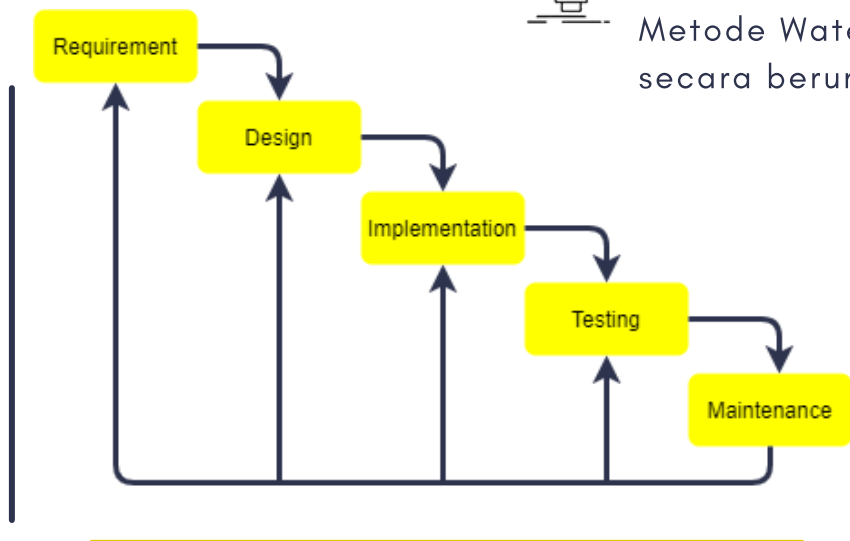 Requirement
Metode
secara
Design
Implementation
Testing
Maintenance